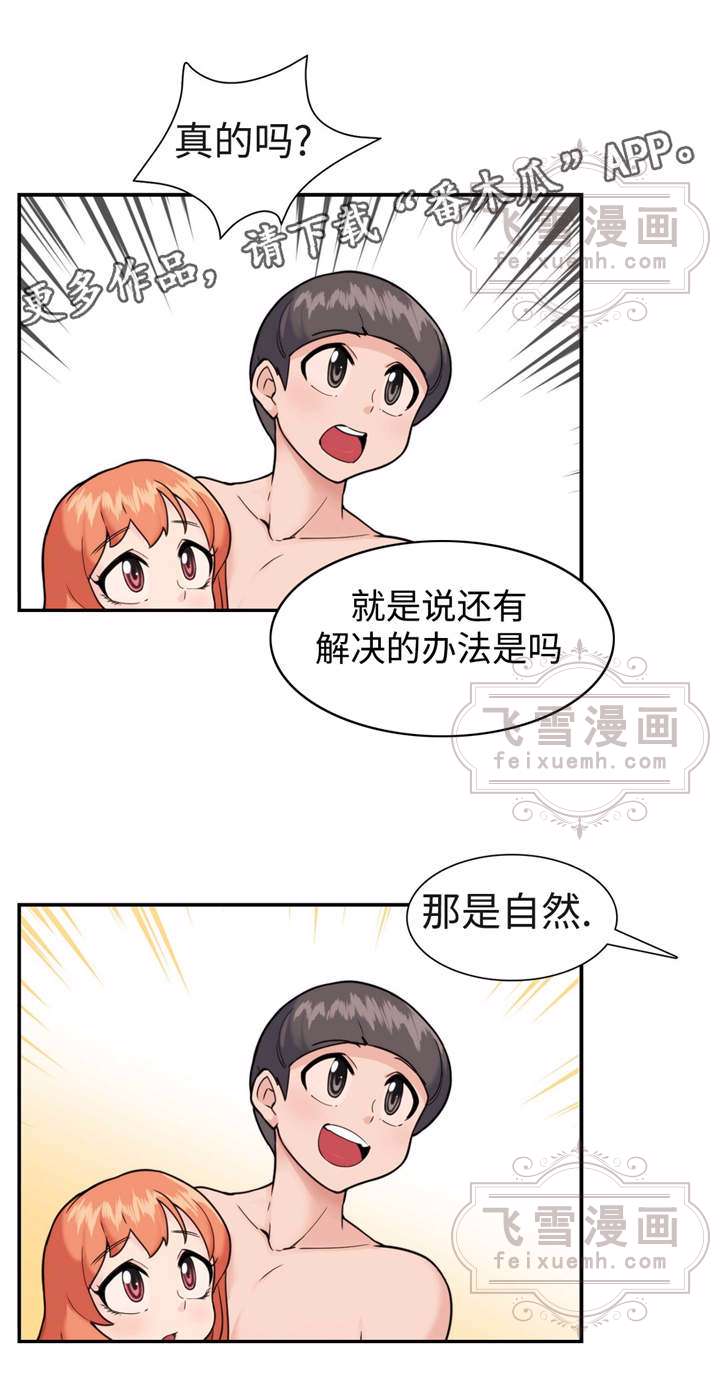 真的吗?
更多作品，请下载“番木瓜”APP。
飞雪漫画
feixuemh.com
就是说还有
解决的办法是吗
飞雪漫画
feixuemh.com
那是自然.
飞雪漫画
feixuemh.com